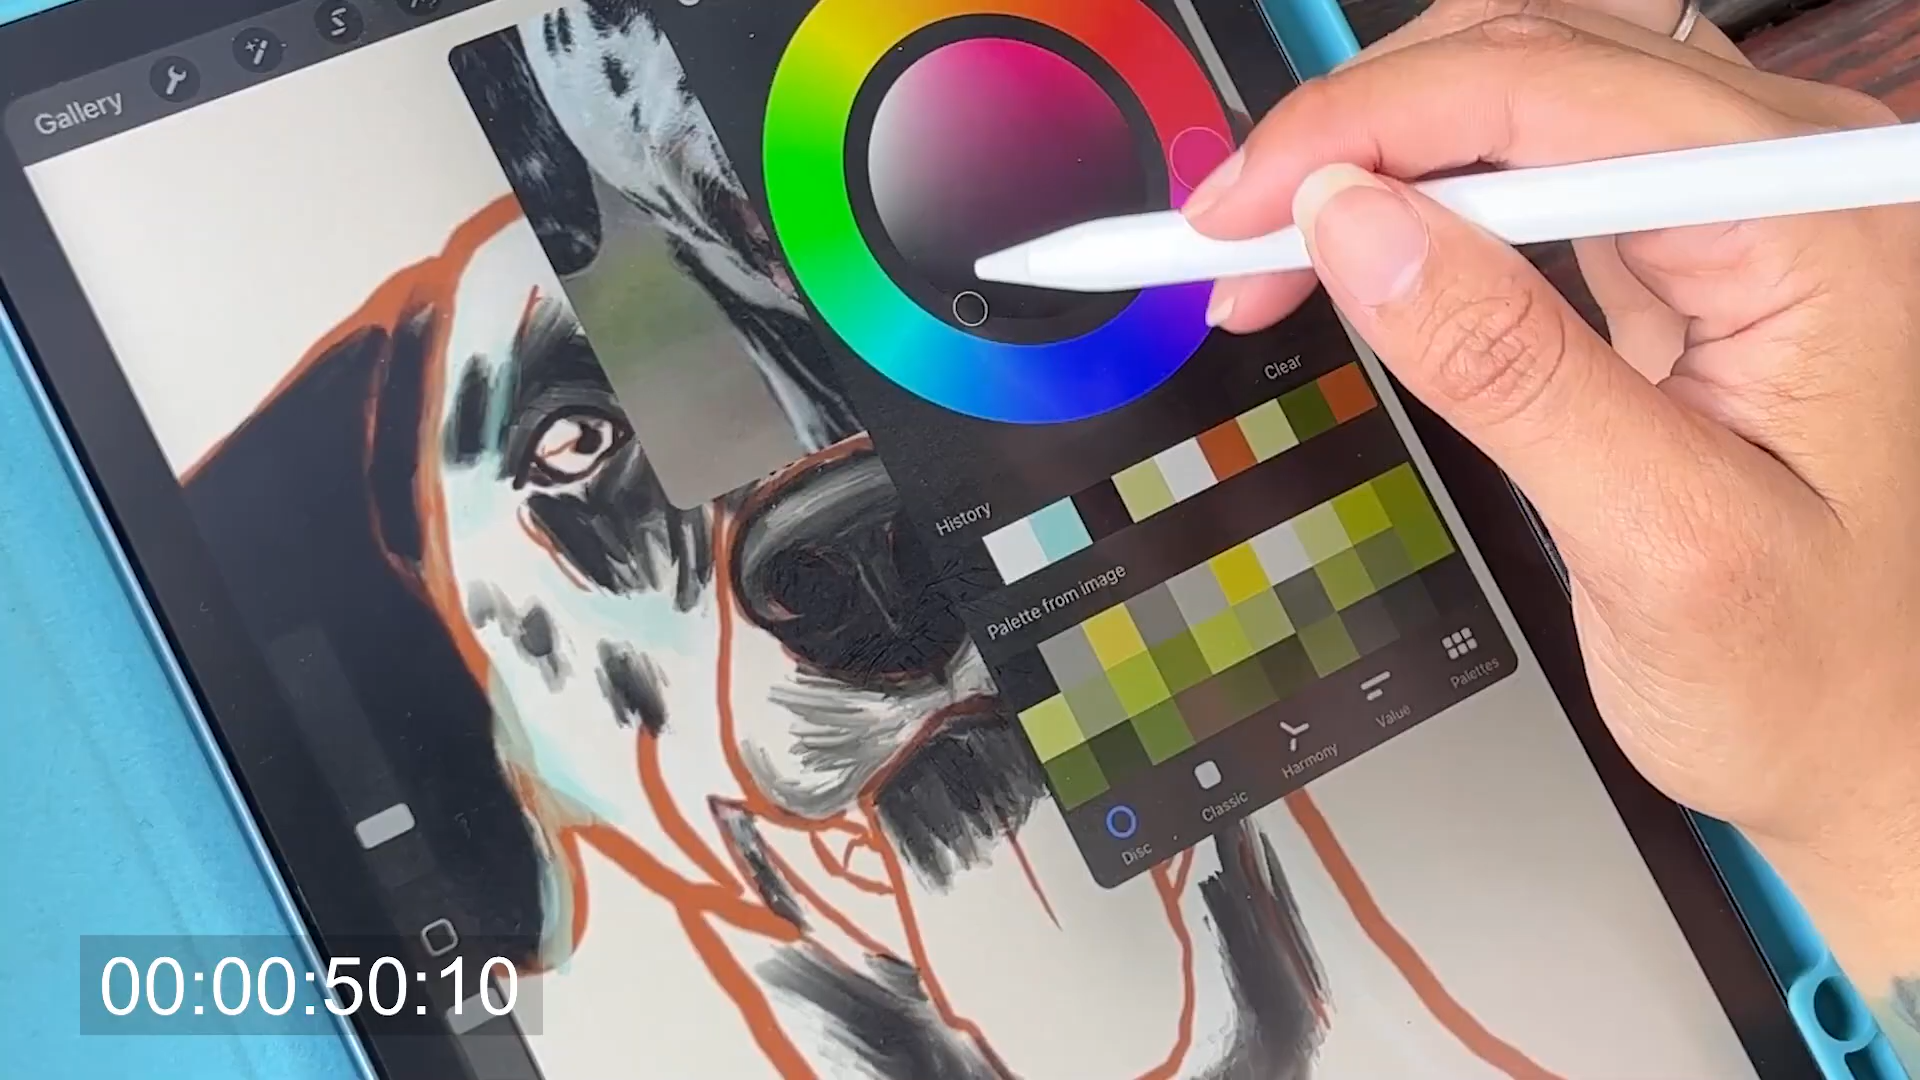 Gallery
Clear
History
Palette from image
Disc
Classic
Harmony
Value
Palettes
00:00:50:10